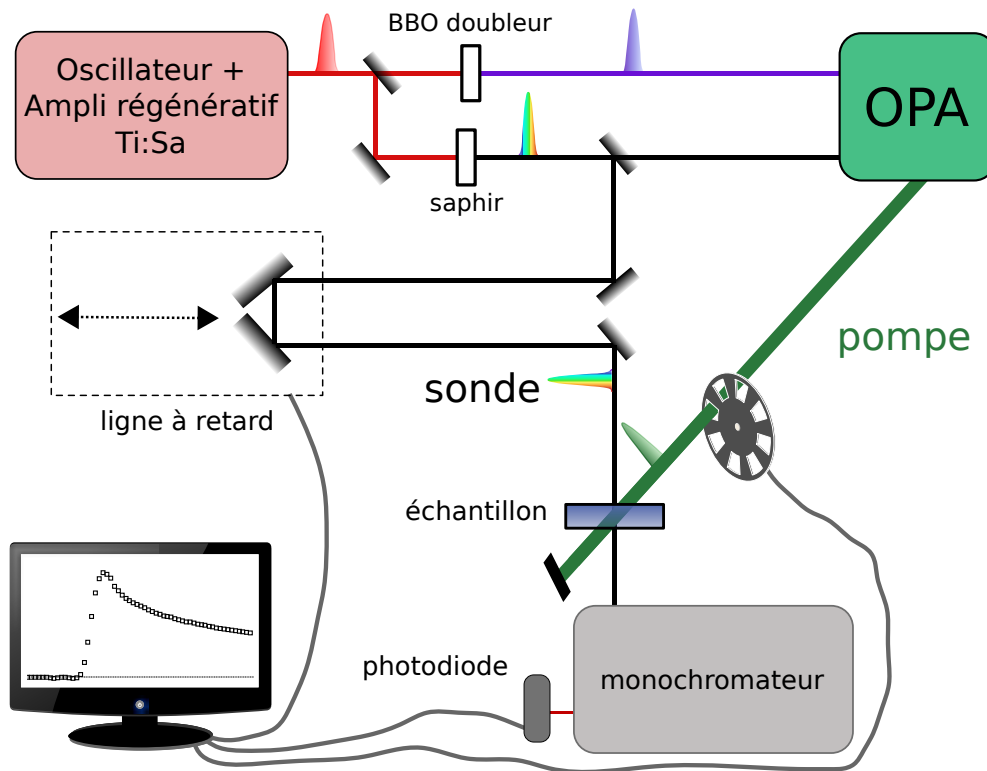 BBO doubleur
Oscillateur +
Ampli régénératif
Ti:Sa
OPA
saphir
pompe
sonde
ligne à retard
échantillon
photodiode
monochromateur